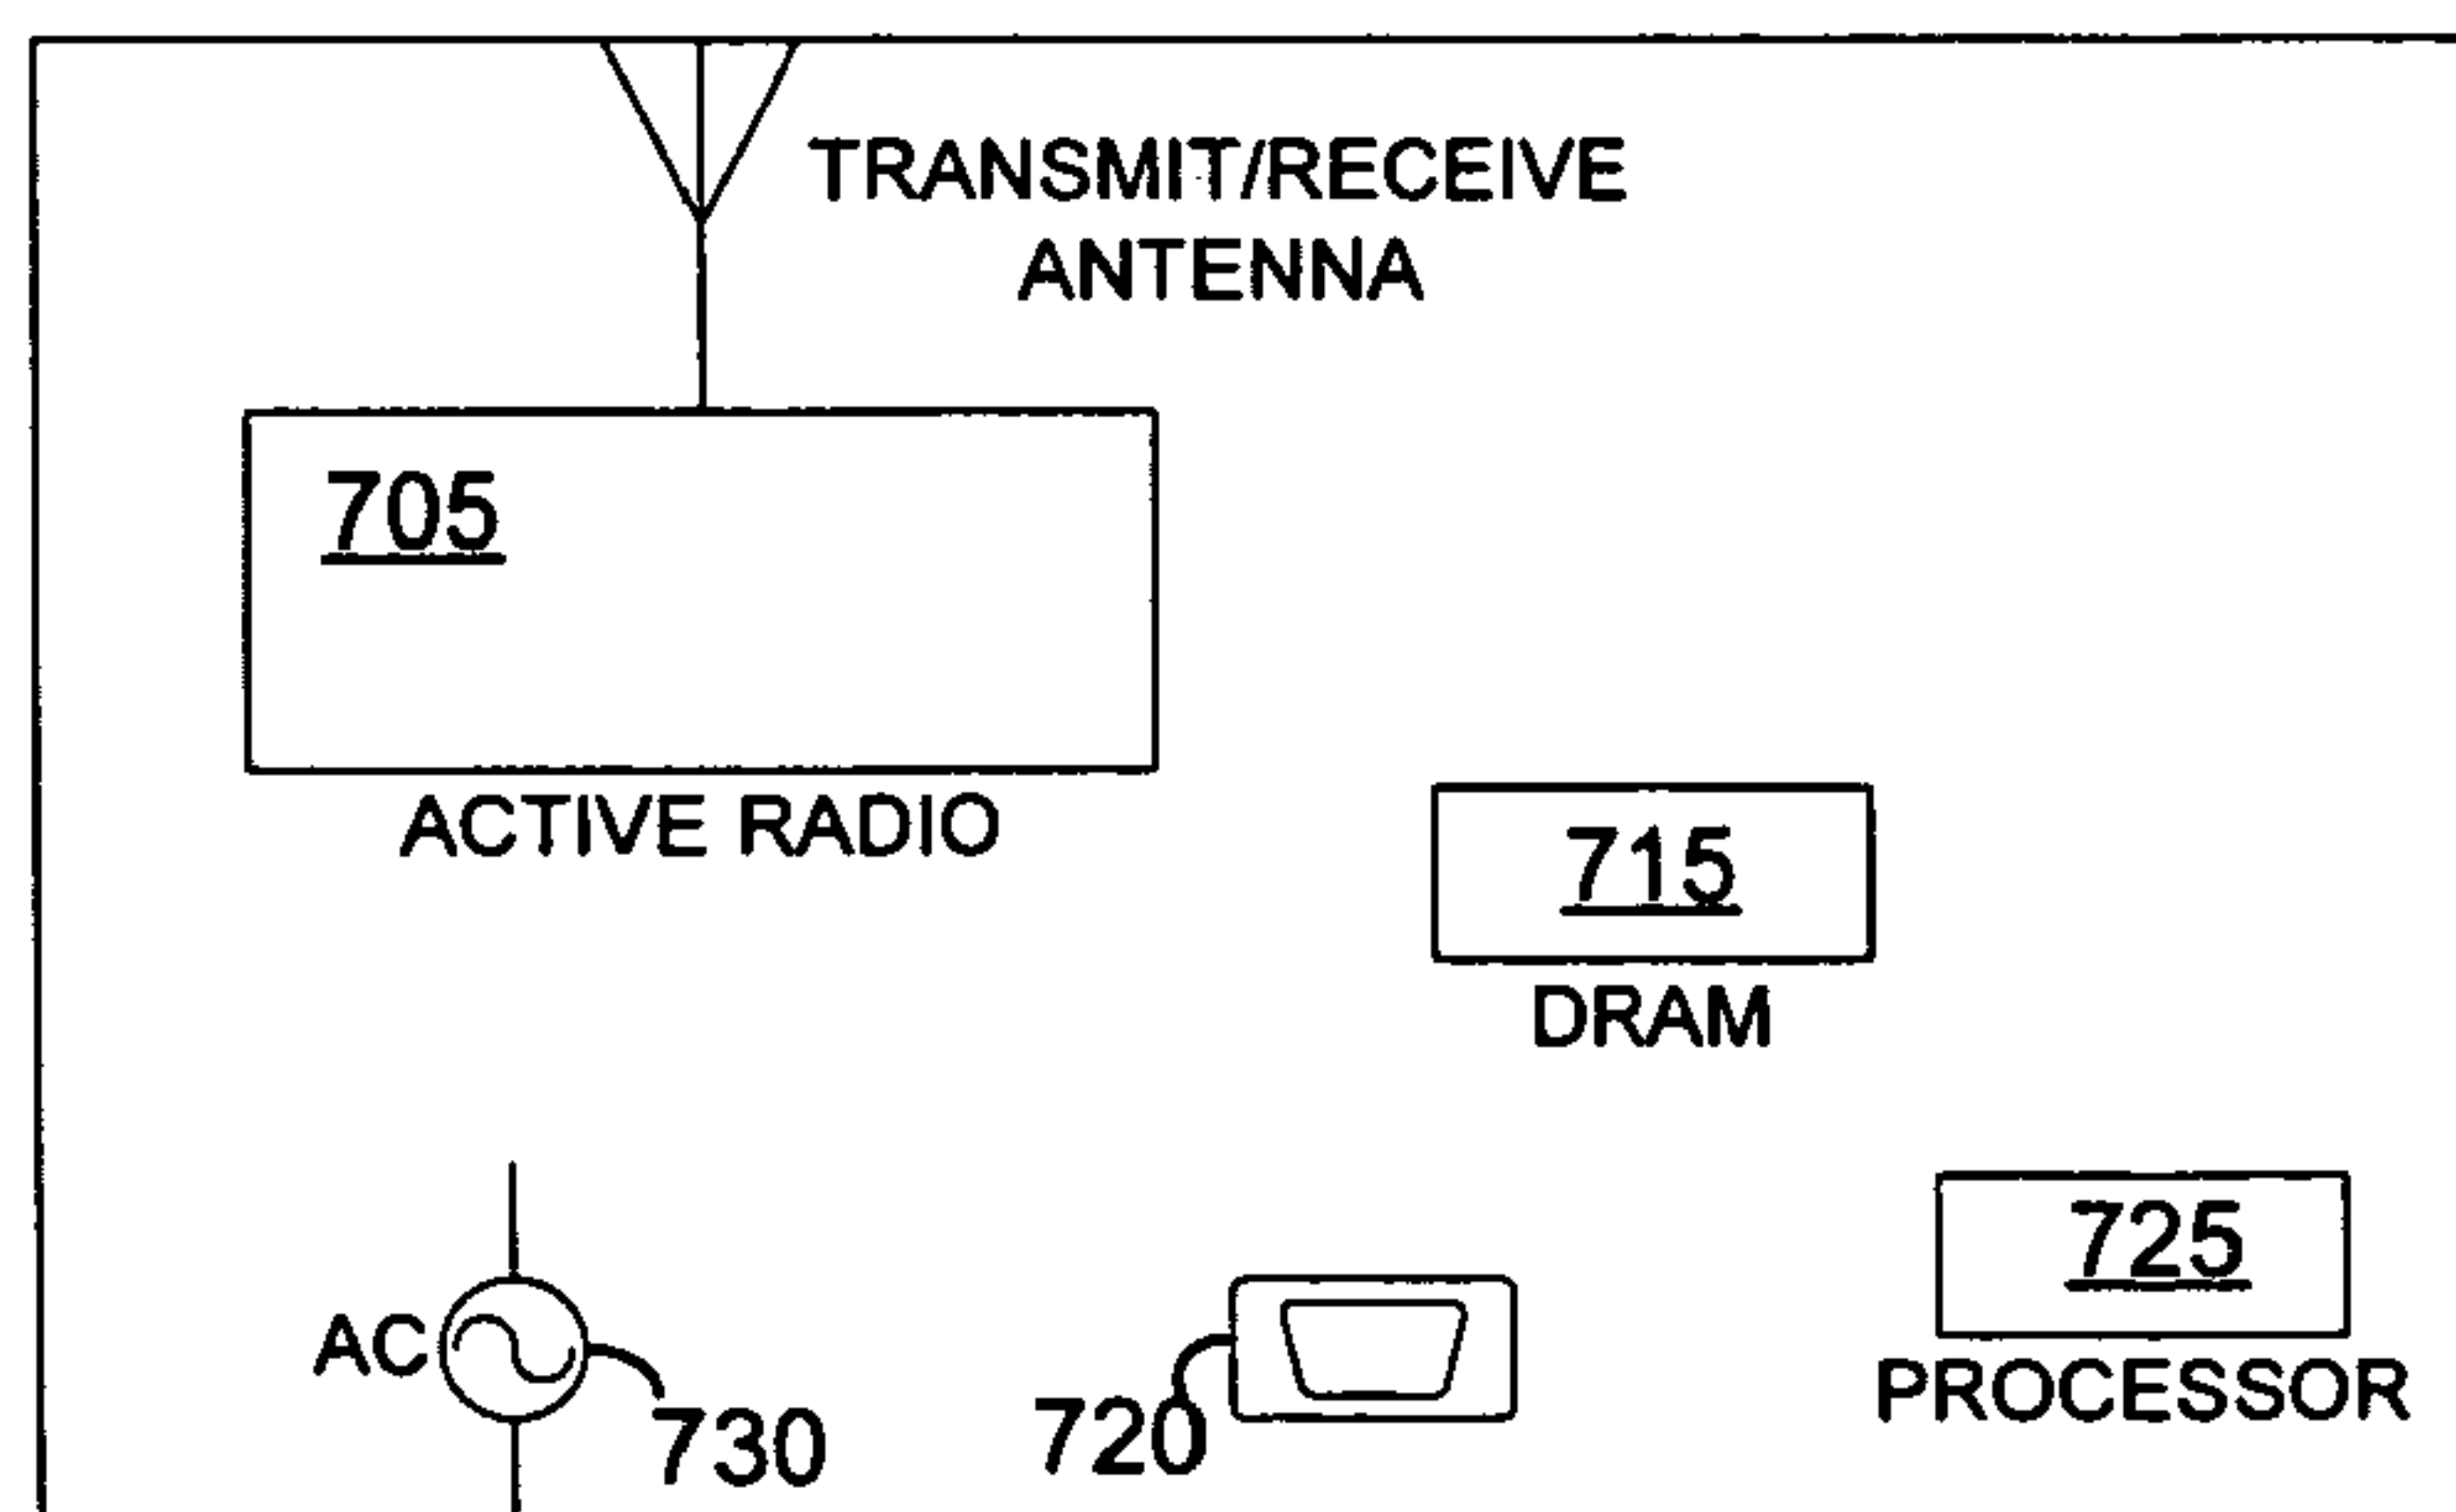 TRANSMIT/RECEIVE
ANTENNA
705
ACTIVE RADIO
715
DRAM
725
PROCESSOR
AC
730
720